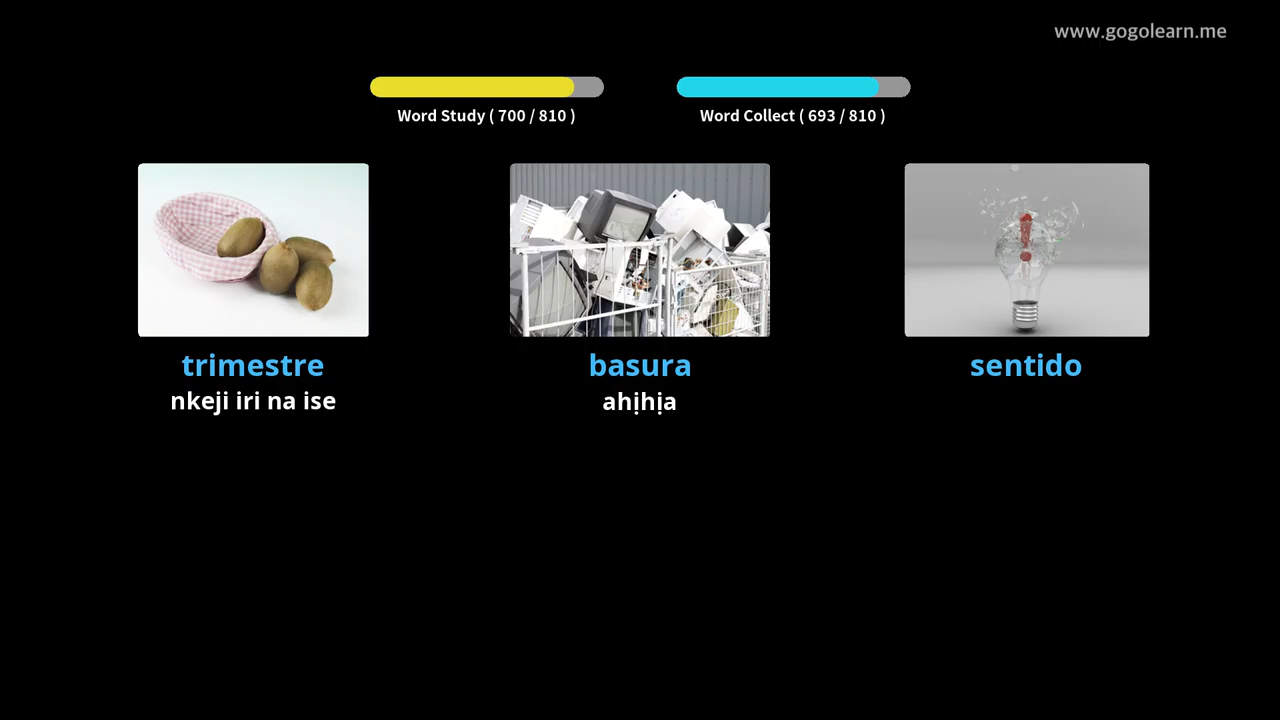 www.gogolearn.me
Word Study ( 700 / 810 )
Word Collect ( 693 / 810 )
trimestre
nkeji iri na ise
basura
ahịhịa
sentido